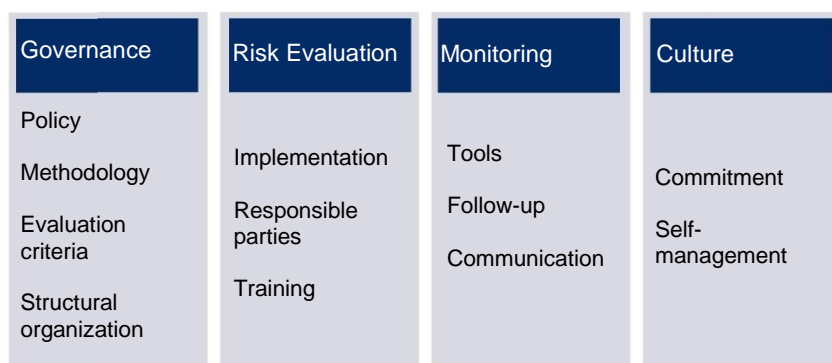 Governance
Policy
Methodology
Evaluation
criteria
Structural
organization
Risk Evaluation
Implementation
Responsible
parties
Training
Monitoring
Tools
Follow-up
Communication
Culture
Commitment
Self-
management